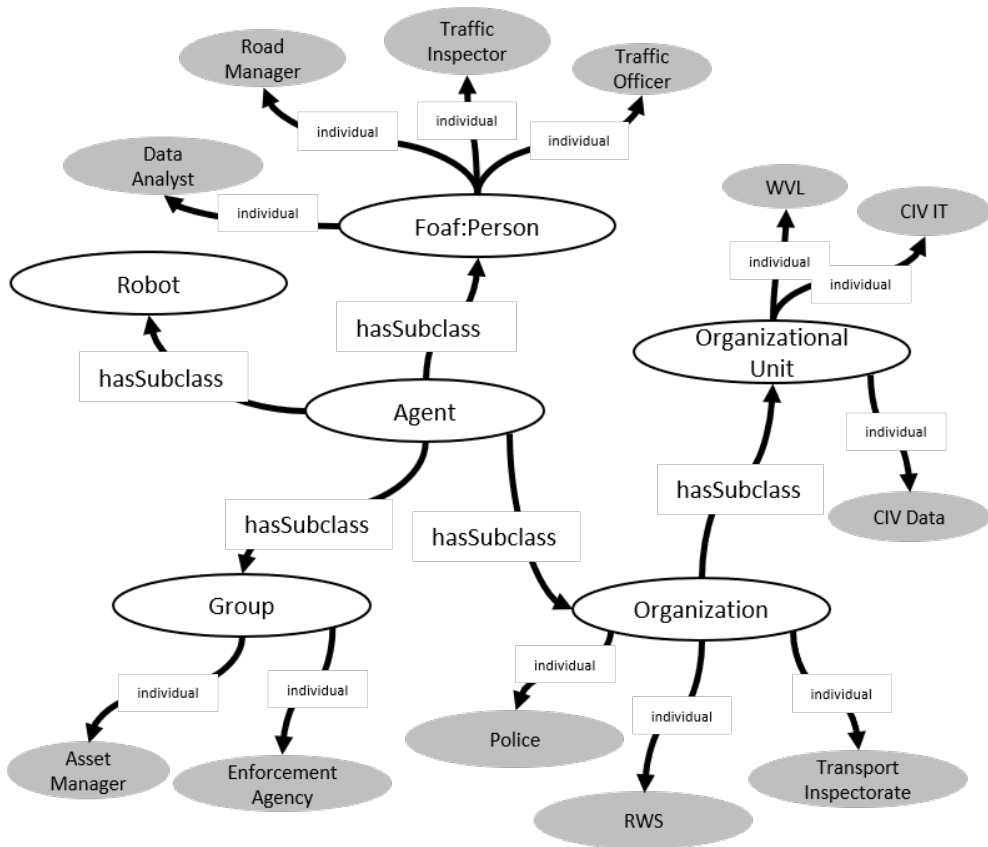 Road
Manager
Traffic
Inspector
Traffic
Officer
individual
individual
individual
Data
Analyst
individual
Foaf:Person
WVL
CIV IT
individual
individual
Robot
hasSubclass
hasSubclass
Organizational
Unit
Agent
individual
hasSubclass
CIV Data
hasSubclass
hasSubclass
Group
Organization
individual
individual
individual
individual
individual
Police
Asset
Manager
Enforcement
Agency
RWS
Transport
Inspectorate